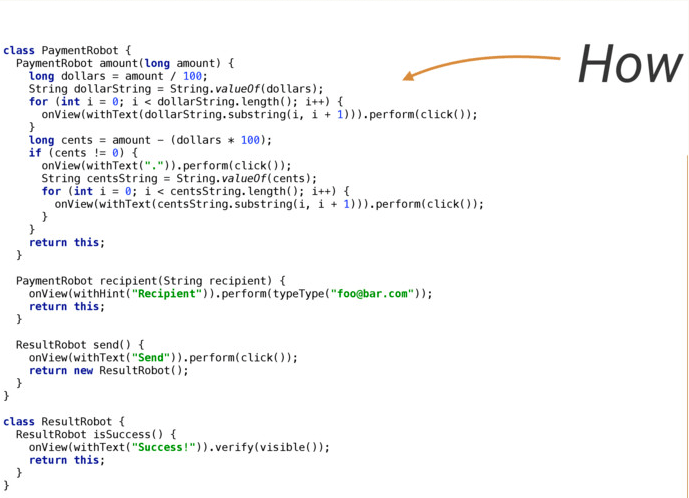 How
class PaymentRobot {
  PaymentRobot amount(long amount) {
    long dollars = amount / 100;
    String dollarString = String.valueOf(dollars);
    for (int i = 0; i < dollarString.length(); i++) {
      onView(withText(dollarString.substring(i, i + 1))).perform(click());
    }
    long cents = amount - (dollars * 100);
    if (cents != 0) {
      onView(withText(".")).perform(click());
      String centsString = String.valueOf(cents);
      for (int i = 0; i < centsString.length(); i++) {
        onView(withText(centsString.substring(i, i + 1))).perform(click());
      }
    }
    return this;
  }

  PaymentRobot recipient(String recipient) {
    onView(withHint("Recipient")).perform(typeType("foo@bar.com"));
    return this;
  }

  ResultRobot send() {
    onView(withText("Send")).perform(click());
    return new ResultRobot();
  }
}

class ResultRobot {
  ResultRobot isSuccess() {
    onView(withText("Success!")).verify(visible());
    return this;
  }
}